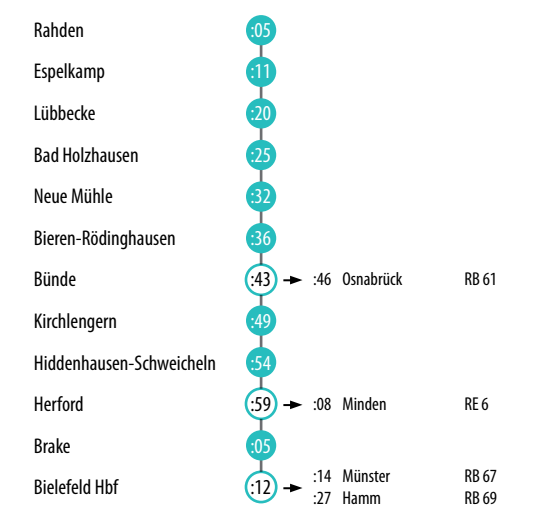 Rahden :05
Espelkamp :11
Lübbecke :20
Bad Holzhausen :25
Neue Mühle :32
Bieren-Rödinghausen :36
Bünde :43 :46 Osnabrück RB 61
Kirchlengern :49
Hiddenhausen-Schweicheln :54
Herford :59 :08 Minden RE 6
Brake :05
Bielefeld Hbf :12 :14 Münster RB 67
:27 Hamm RB 69